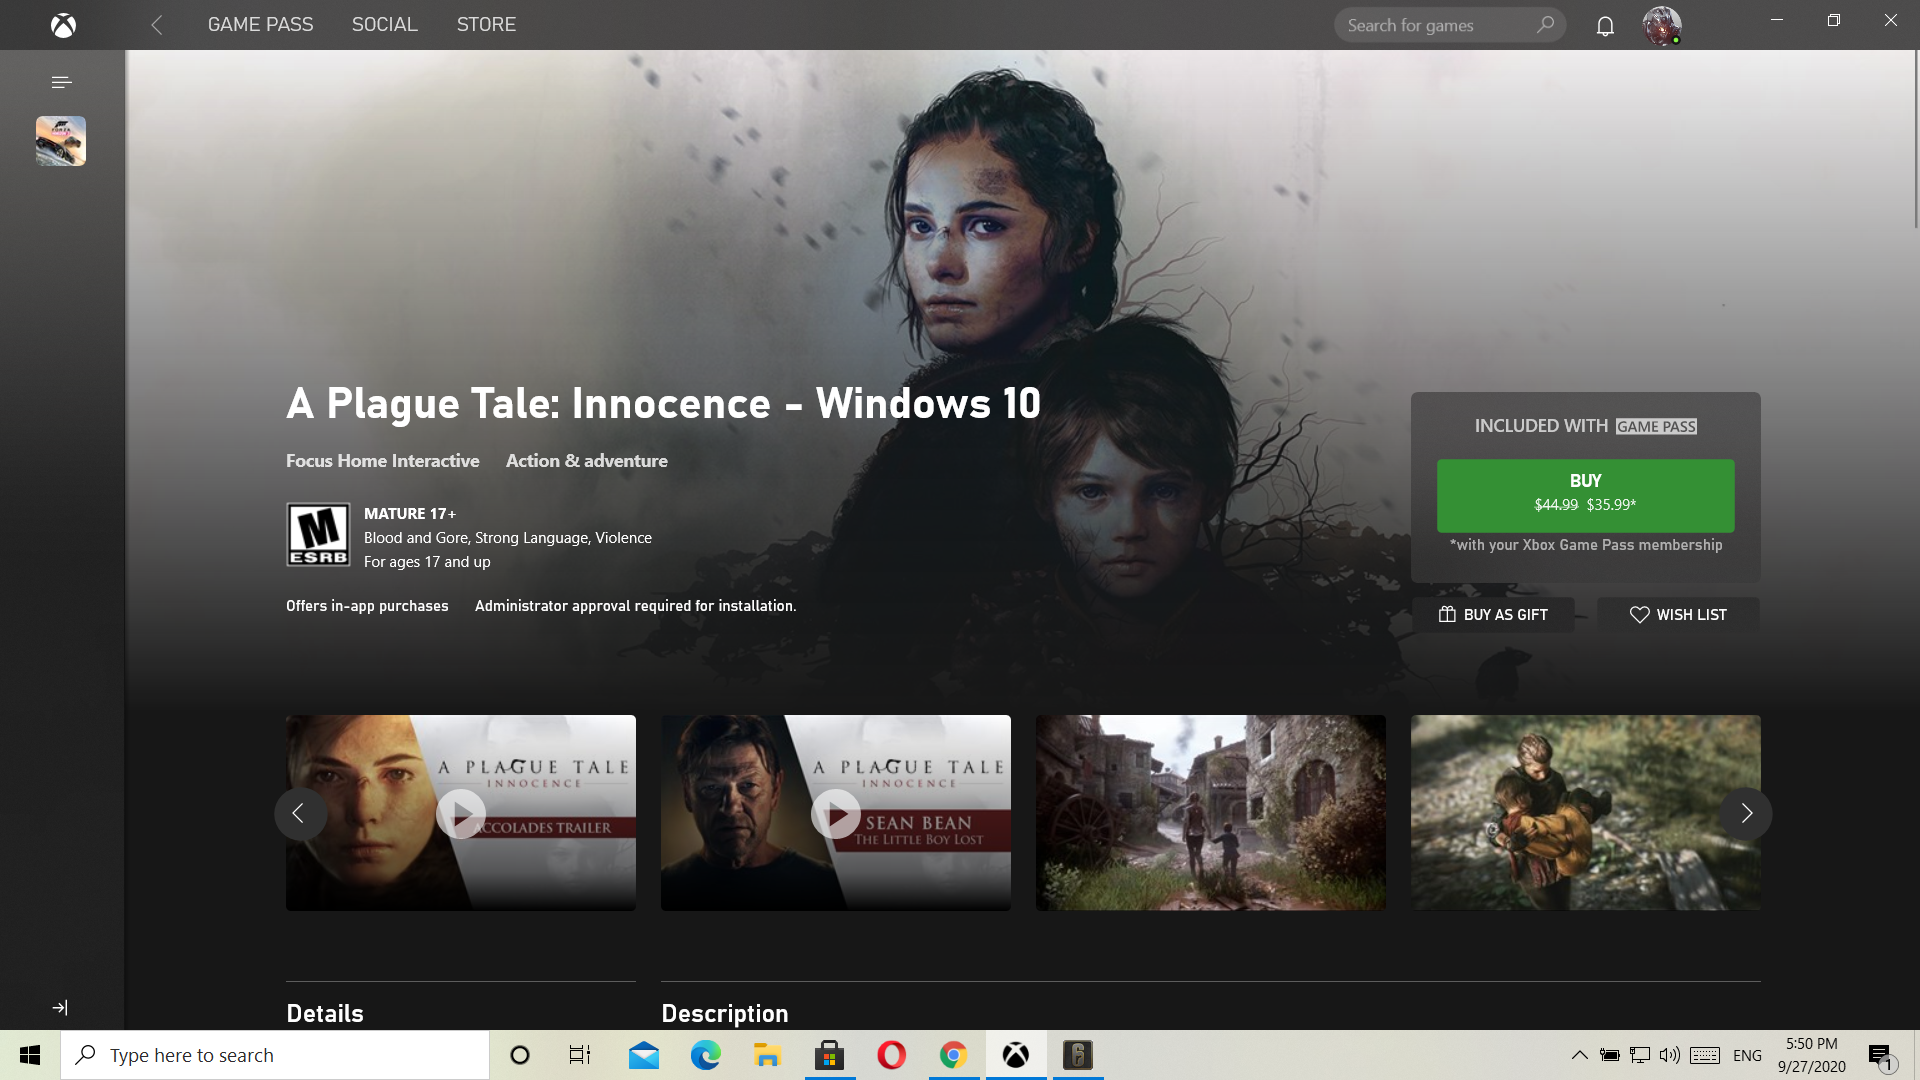 GAME PASS
SOCIAL
STORE
Search for games
FORZA
A Plague Tale: Innocence - Windows 10
Focus Home Interactive
Action & adventure
M
ESRB
MATURE 17+
Blood and Gore, Strong Language, Violence
For ages 17 and up
Offers in-app purchases
Administrator approval required for installation.
INCLUDED WITH GAME PASS
BUY
$44.99 $35.99*
*with your Xbox Game Pass membership
BUY AS GIFT
WISH LIST
A PLAGUE TALE
INNOCENCE
ACCOLADES TRAILER
A PLAGUE TALE
INNOCENCE
SEAN BEAN
THE LITTLE BOY LOST
Details
Description
Type here to search
6
ENG
5:50 PM
9/27/2020
1